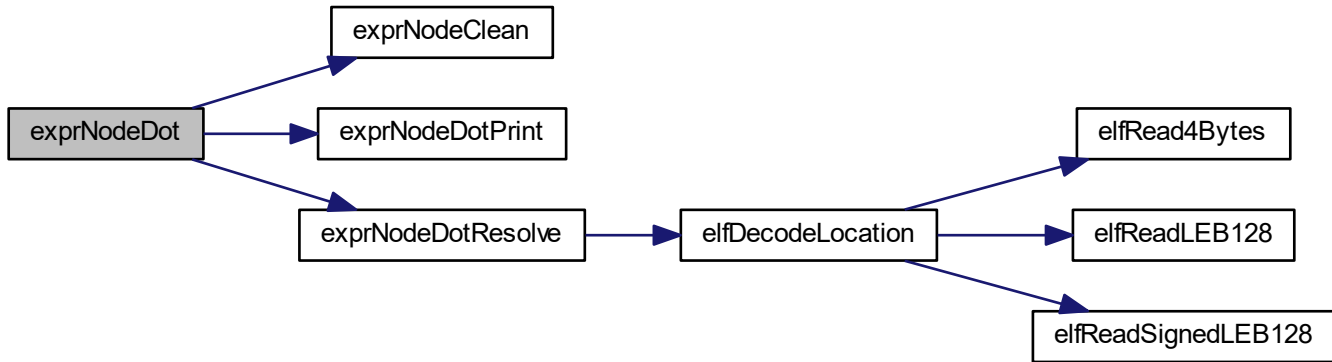 exprNodeClean
exprNodeDot
exprNodeDotPrint
exprNodeDotResolve
elfDecodeLocation
elfRead4Bytes
elfReadLEB128
elfReadSignedLEB128